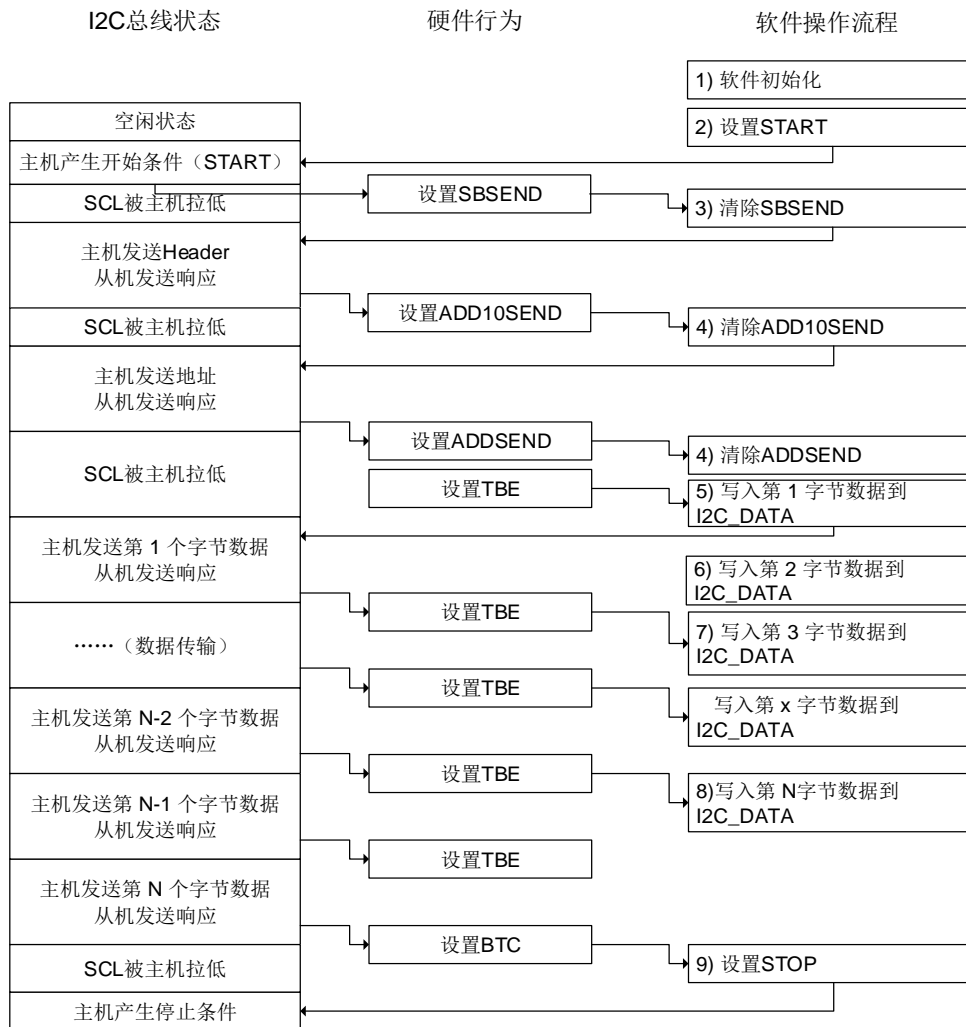 I2C总线状态
硬件行为
软件操作流程
1) 软件初始化
空闲状态
2) 设置START
主机产生开始条件（START）
SCL被主机拉低
设置SBSEND
3) 清除SBSEND
主机发送Header
从机发送响应
设置ADD10SEND
4) 清除ADD10SEND
SCL被主机拉低
主机发送地址
从机发送响应
设置ADDSEND
4) 清除ADDSEND
SCL被主机拉低
设置TBE
5) 写入第 1 字节数据到
I2C_DATA
主机发送第 1 个字节数据
从机发送响应
6) 写入第 2 字节数据到
I2C_DATA
设置TBE
7) 写入第 3 字节数据到
I2C_DATA
……（数据传输）
设置TBE
写入第 x 字节数据到
I2C_DATA
主机发送第 N-2 个字节数据
从机发送响应
设置TBE
8)写入第 N字节数据到
I2C_DATA
主机发送第 N-1 个字节数据
从机发送响应
设置TBE
主机发送第 N 个字节数据
从机发送响应
设置BTC
9) 设置STOP
SCL被主机拉低
主机产生停止条件